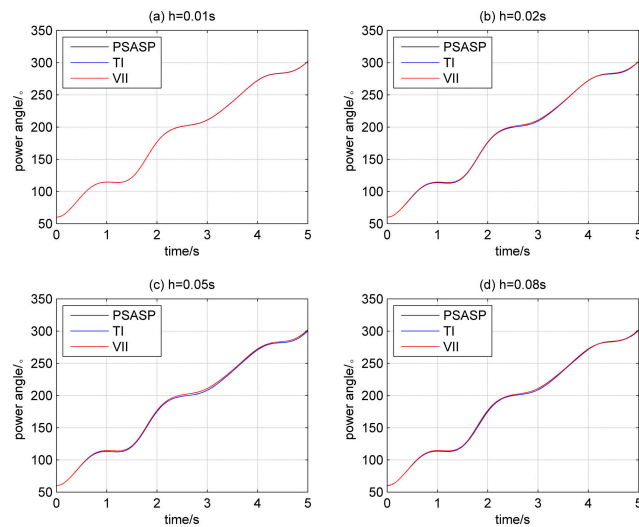 (a) h=0.01s
350
300
250
200
150
100
50
power angle/°
PSASP
TI
VII
0 1 2 3 4 5
time/s
(b) h=0.02s
350
300
250
200
150
100
50
power angle/°
PSASP
TI
VII
0 1 2 3 4 5
time/s
(c) h=0.05s
350
300
250
200
150
100
50
power angle/°
PSASP
TI
VII
0 1 2 3 4 5
time/s
(d) h=0.08s
350
300
250
200
150
100
50
power angle/°
PSASP
TI
VII
0 1 2 3 4 5
time/s